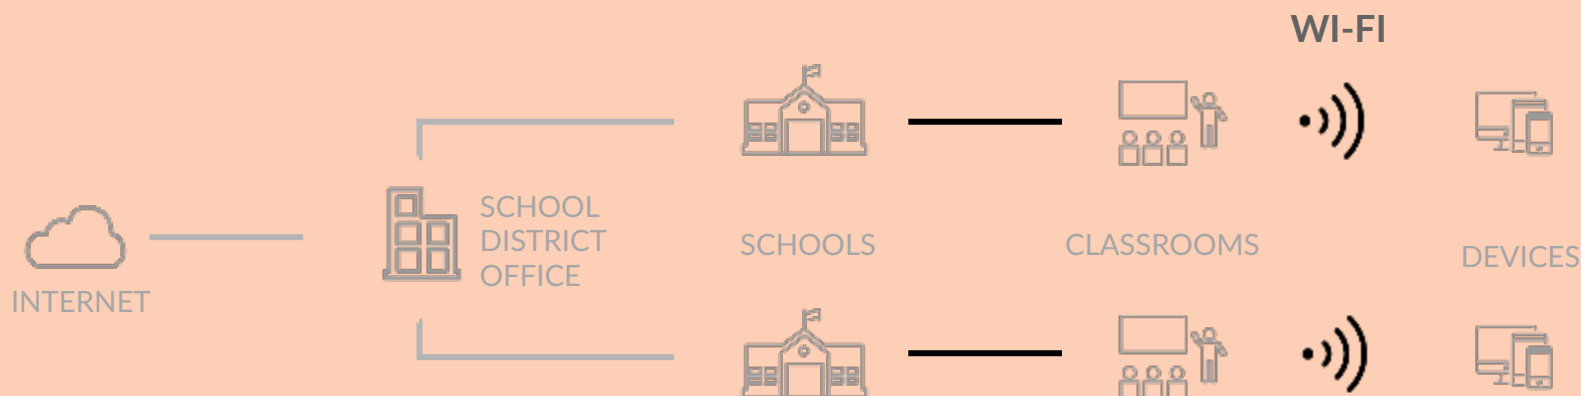 WI-FI
SCHOOL
DISTRICT
OFFICE
SCHOOLS
CLASSROOMS
DEVICES
INTERNET